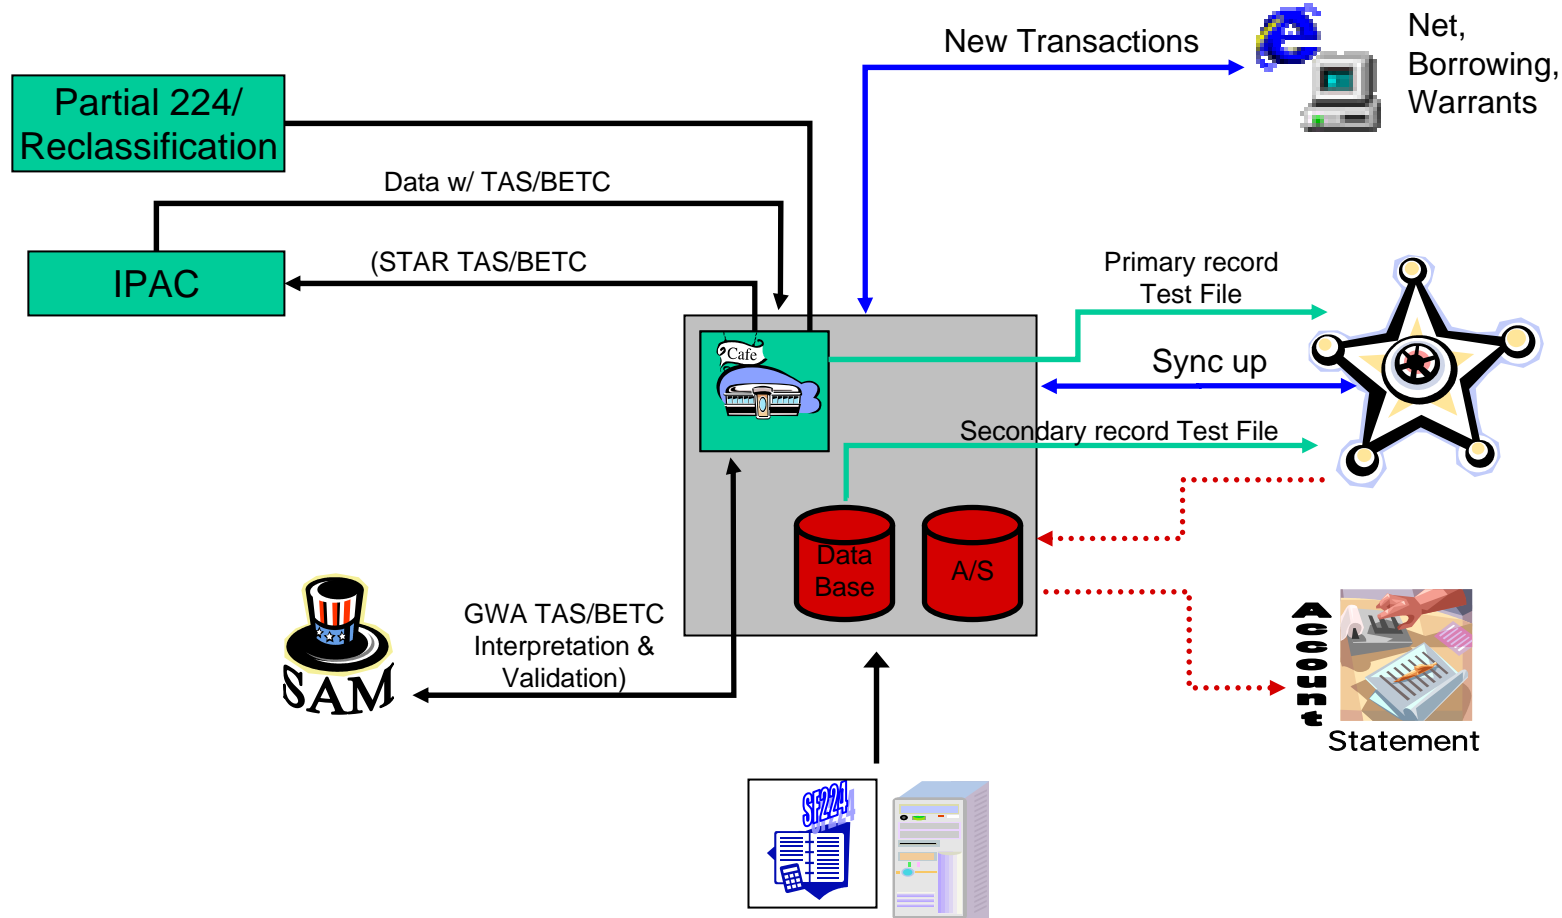 New Transactions
Net,
Borrowing,
Warrants
Partial 224/
Reclassification
Data w/ TAS/BETC
IPAC
(STAR TAS/BETC
Primary record
Test File
Cafe
Sync up
Secondary record Test File
Data
Base
A/S
GWA TAS/BETC
Interpretation &
Validation)
SAM
Account
Statement
SF224